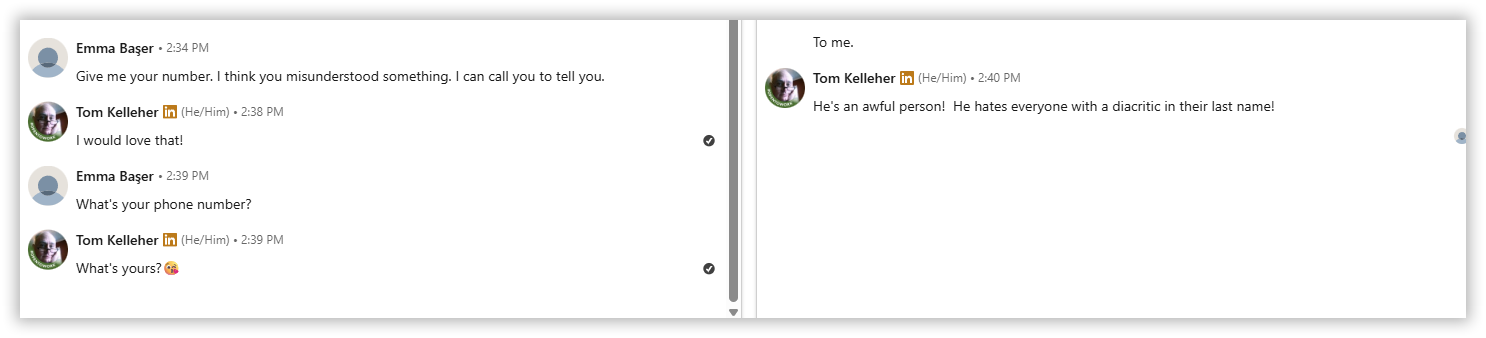 Emma Başer • 2:34 PM
Give me your number. I think you misunderstood something. I can call you to tell you.
Tom Kelleher in (He/Him) • 2:38 PM
I would love that!
Emma Başer • 2:39 PM
What's your phone number?
Tom Kelleher in (He/Him) • 2:39 PM
What's yours?😘
To me.
Tom Kelleher in (He/Him) • 2:40 PM
He's an awful person!  He hates everyone with a diacritic in their last name!